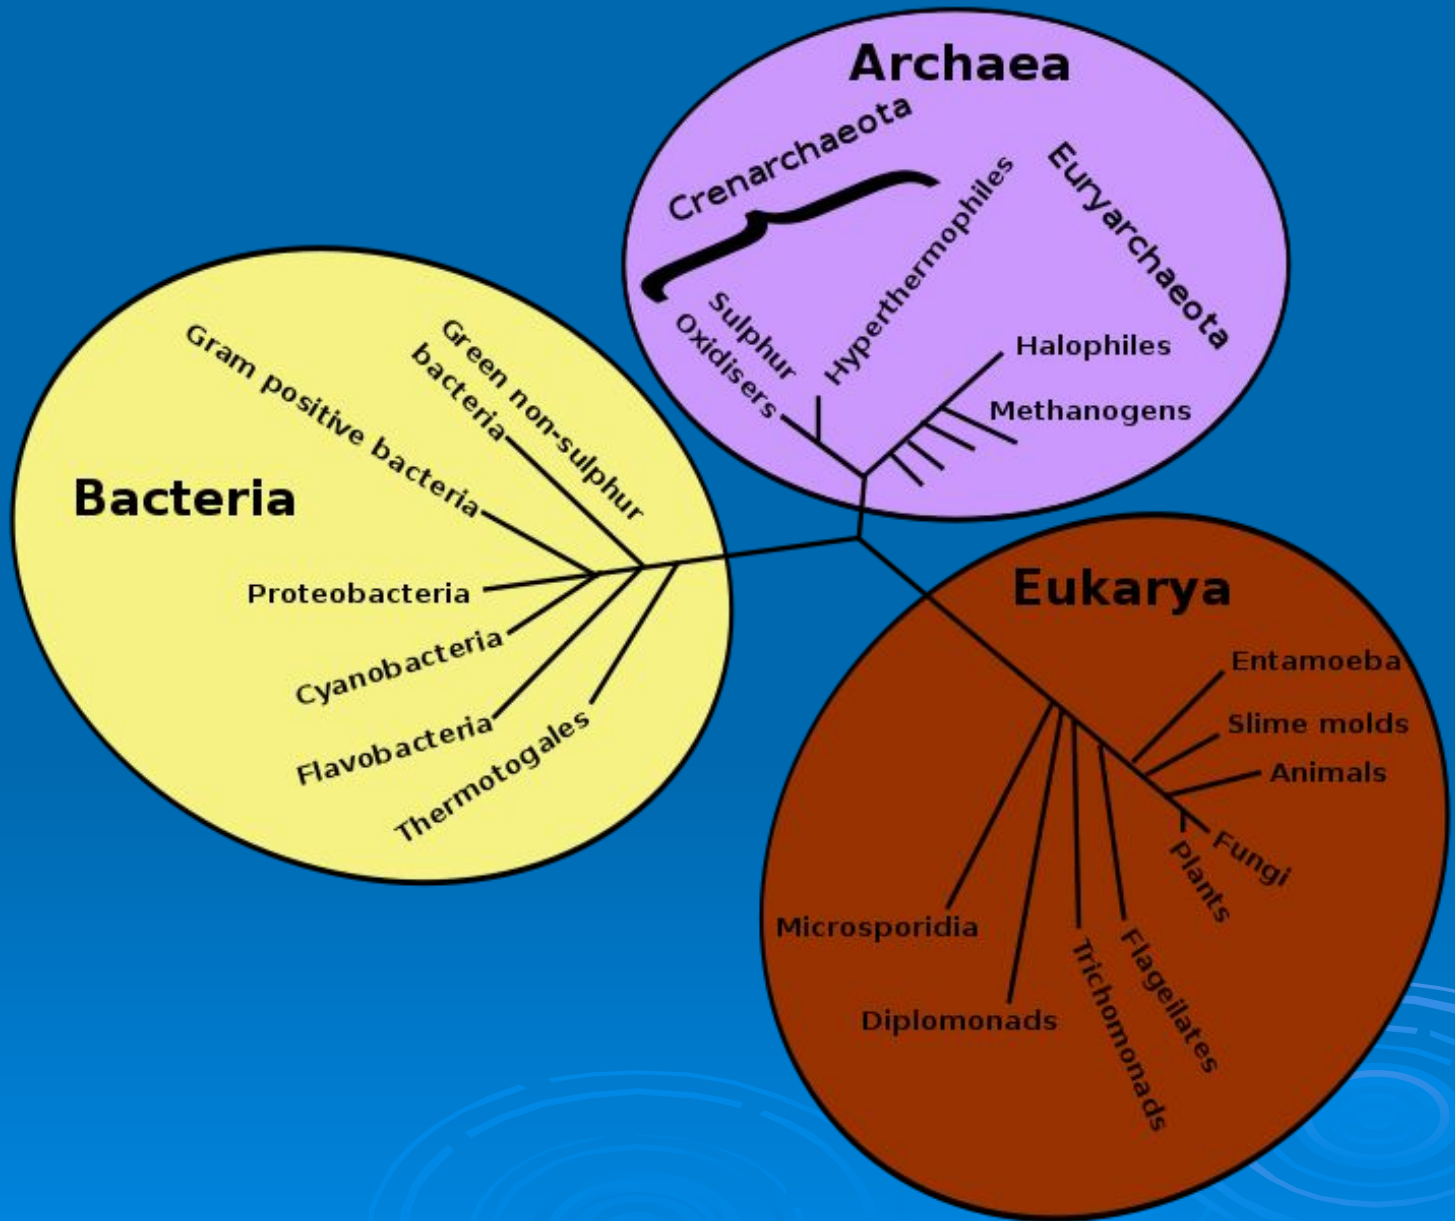 Archaea
Crenarchaeota
Euryarchaeota
Hyperthermophiles
Sulphur
Oxidisers
Halophiles
Methanogens
Bacteria
Green non-sulphur
bacteria
Gram positive bacteria
Proteobacteria
Cyanobacteria
Flavobacteria
Thermotogales
Eukarya
Entamoeba
Slime molds
Animals
Fungi
Plants
Flageilates
Trichomonads
Microsporidia
Diplomonads